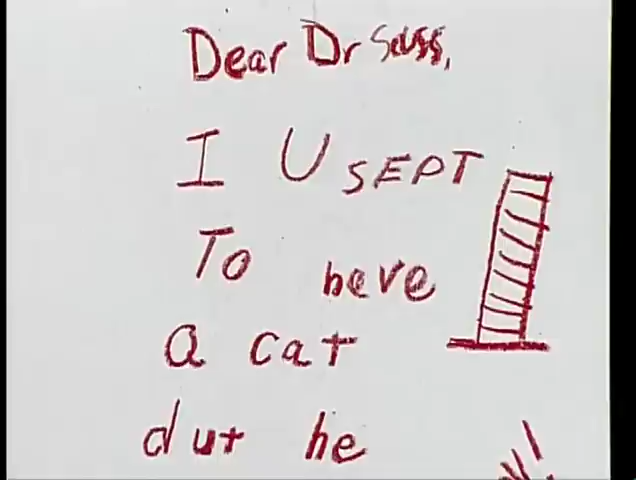 Dear Dr Seuss,
I USEPT
To heve
a cat
dut he